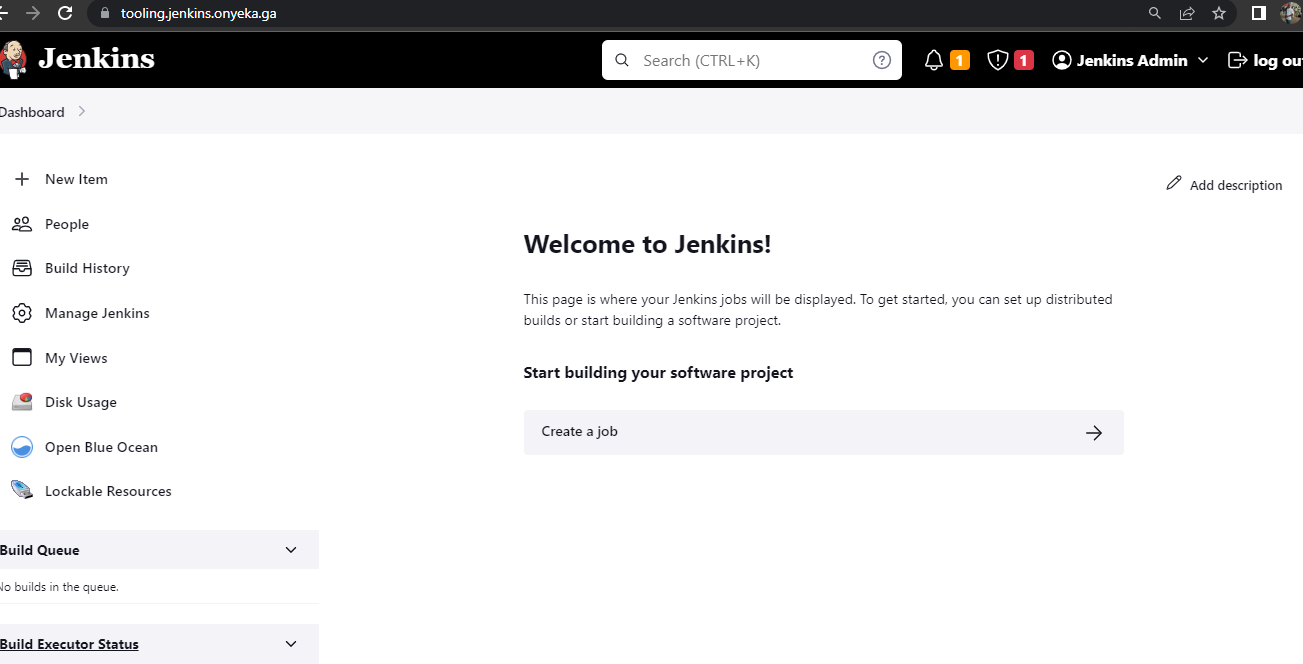 tooling.jenkins.onyeka.ga
Jenkins
Search (CTRL+K)
?
1
1
Jenkins Admin
log ou
Dashboard
New Item
People
Build History
Manage Jenkins
My Views
Disk Usage
Open Blue Ocean
Lockable Resources
Build Queue
No builds in the queue.
Build Executor Status
Add description
Welcome to Jenkins!
This page is where your Jenkins jobs will be displayed. To get started, you can set up distributed
builds or start building a software project.
Start building your software project
Create a job